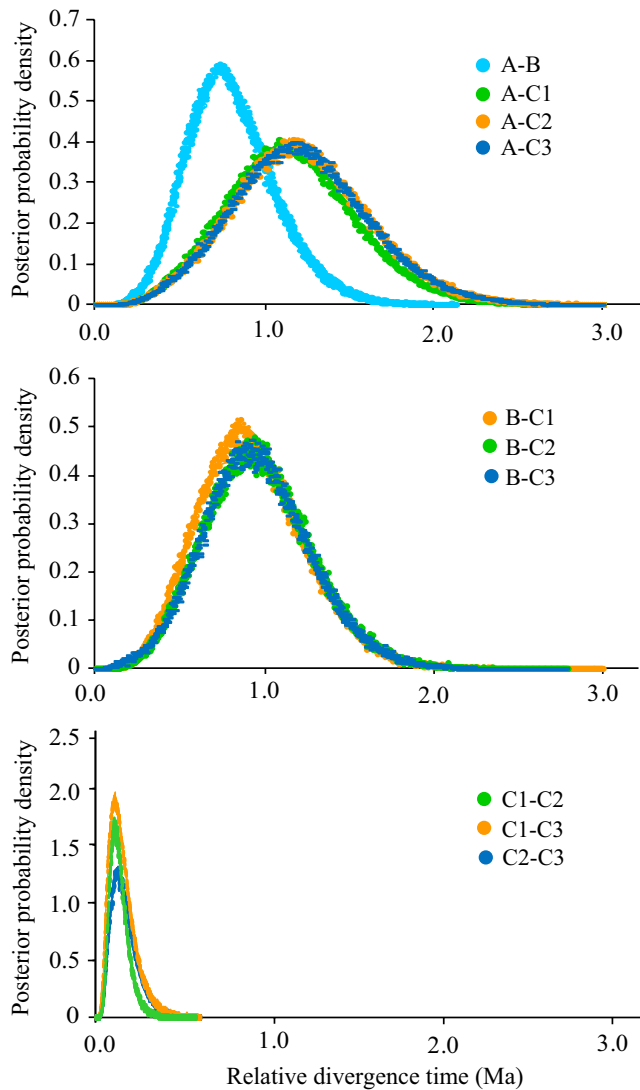 Posterior probability density
0.7
0.6
0.5
0.4
0.3
0.2
0.1
0
0.0
1.0
2.0
3.0
A-B
A-C1
A-C2
A-C3
Posterior probability density
0.6
0.5
0.4
0.3
0.2
0.1
0
0.0
1.0
2.0
3.0
B-C1
B-C2
B-C3
Posterior probability density
2.5
2.0
1.5
1.0
0.5
0
0.0
1.0
2.0
3.0
C1-C2
C1-C3
C2-C3
Relative divergence time (Ma)